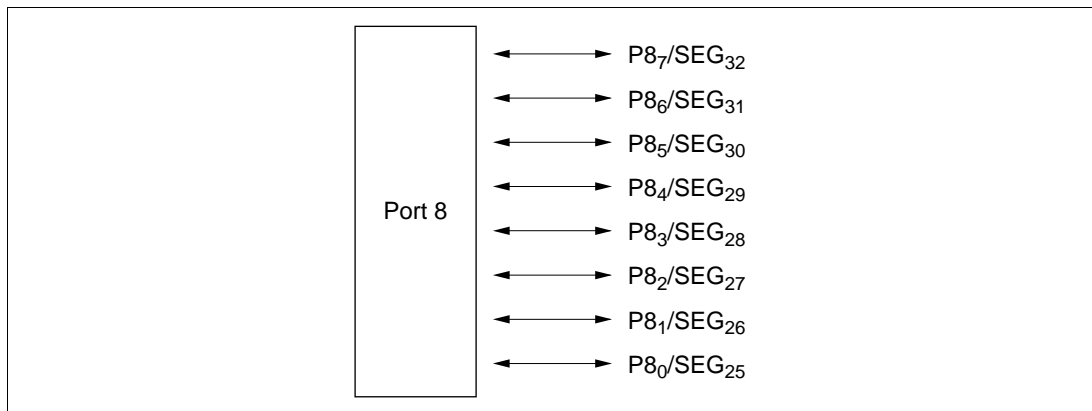 P8₇/SEG₃₂
P8₆/SEG₃₁
P8₅/SEG₃₀
P8₄/SEG₂₉
Port 8
P8₃/SEG₂₈
P8₂/SEG₂₇
P8₁/SEG₂₆
P8₀/SEG₂₅